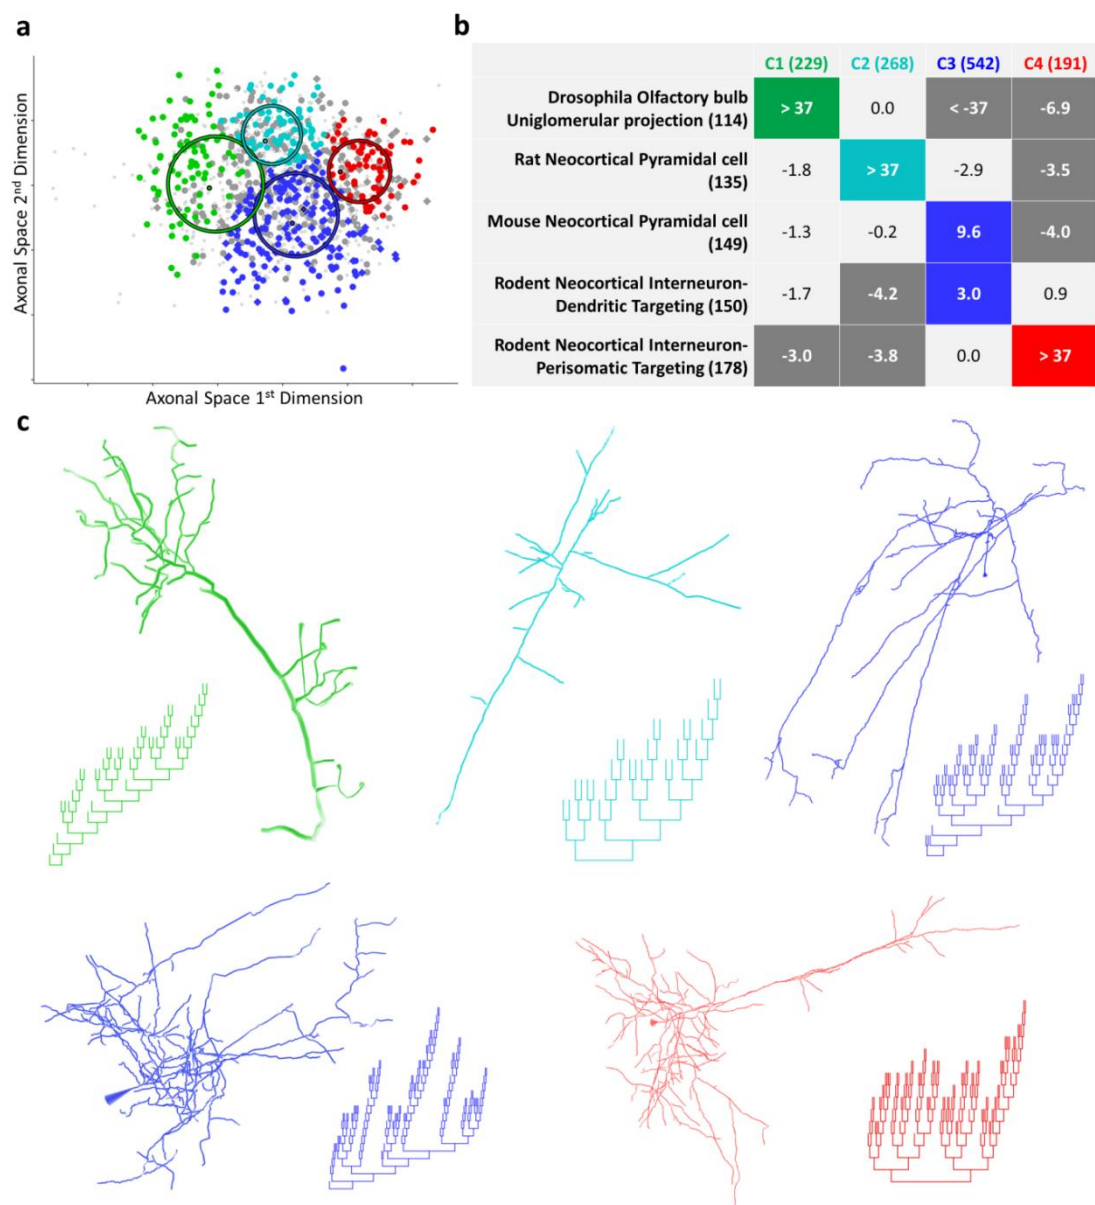 a
Axonal Space 2nd Dimension
Axonal Space 1st Dimension
b
C1 (229) C2 (268) C3 (542) C4 (191)
Drosophila Olfactory bulb
Uniglomerular projection (114)
> 37 0.0 < -37 -6.9
Rat Neocortical Pyramidal cell
(135)
-1.8 > 37 -2.9 -3.5
Mouse Neocortical Pyramidal cell
(149)
-1.3 -0.2 9.6 -4.0
Rodent Neocortical Interneuron-
Dendritic Targeting (150)
-1.7 -4.2 3.0 0.9
Rodent Neocortical Interneuron-
Perisomatic Targeting (178)
-3.0 -3.8 0.0 > 37
c